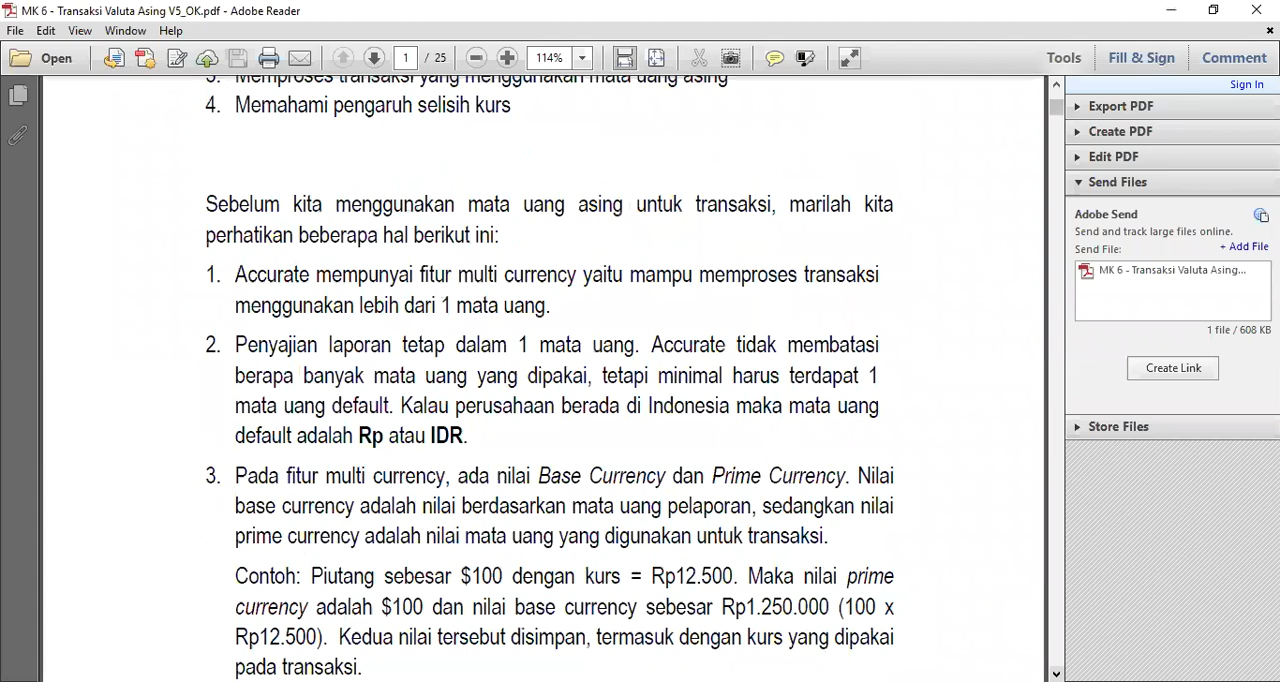 MK 6 - Transaksi Valuta Asing V5_OK.pdf - Adobe Reader
File Edit View Window Help
Open 1 / 25 114% Tools Fill & Sign Comment
Sign In
Export PDF
Create PDF
Edit PDF
Send Files
Adobe Send
Send and track large files online.
Send File: + Add File
MK 6 - Transaksi Valuta Asing...
1 file / 608 KB
Create Link
Store Files
3. Memproses transaksi yang menggunakan mata uang asing
4. Memahami pengaruh selisih kurs
Sebelum kita menggunakan mata uang asing untuk transaksi, marilah kita
perhatikan beberapa hal berikut ini:
1. Accurate mempunyai fitur multi currency yaitu mampu memproses transaksi
menggunakan lebih dari 1 mata uang.
2. Penyajian laporan tetap dalam 1 mata uang. Accurate tidak membatasi
berapa banyak mata uang yang dipakai, tetapi minimal harus terdapat 1
mata uang default. Kalau perusahaan berada di Indonesia maka mata uang
default adalah Rp atau IDR.
3. Pada fitur multi currency, ada nilai Base Currency dan Prime Currency. Nilai
base currency adalah nilai berdasarkan mata uang pelaporan, sedangkan nilai
prime currency adalah nilai mata uang yang digunakan untuk transaksi.
Contoh: Piutang sebesar $100 dengan kurs = Rp12.500. Maka nilai prime
currency adalah $100 dan nilai base currency sebesar Rp1.250.000 (100 x
Rp12.500). Kedua nilai tersebut disimpan, termasuk dengan kurs yang dipakai
pada transaksi.